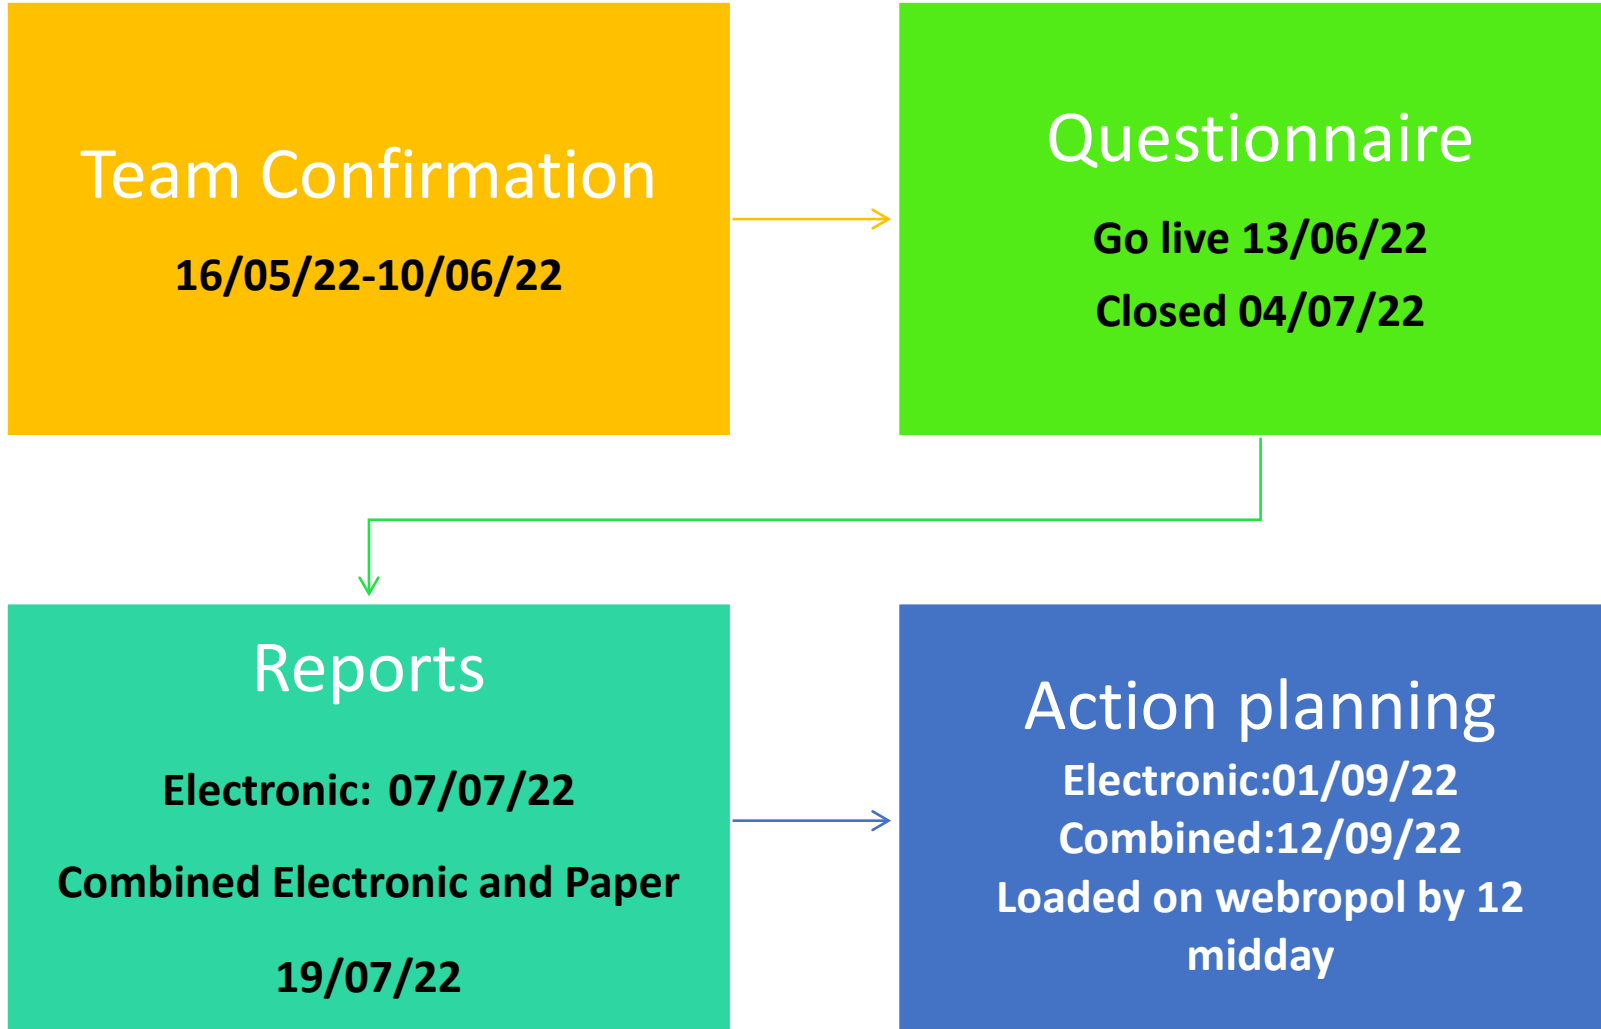 Team Confirmation
16/05/22-10/06/22
Questionnaire
Go live 13/06/22
Closed 04/07/22
Reports
Electronic: 07/07/22
Combined Electronic and Paper
19/07/22
Action planning
Electronic:01/09/22
Combined:12/09/22
Loaded on webropol by 12
midday